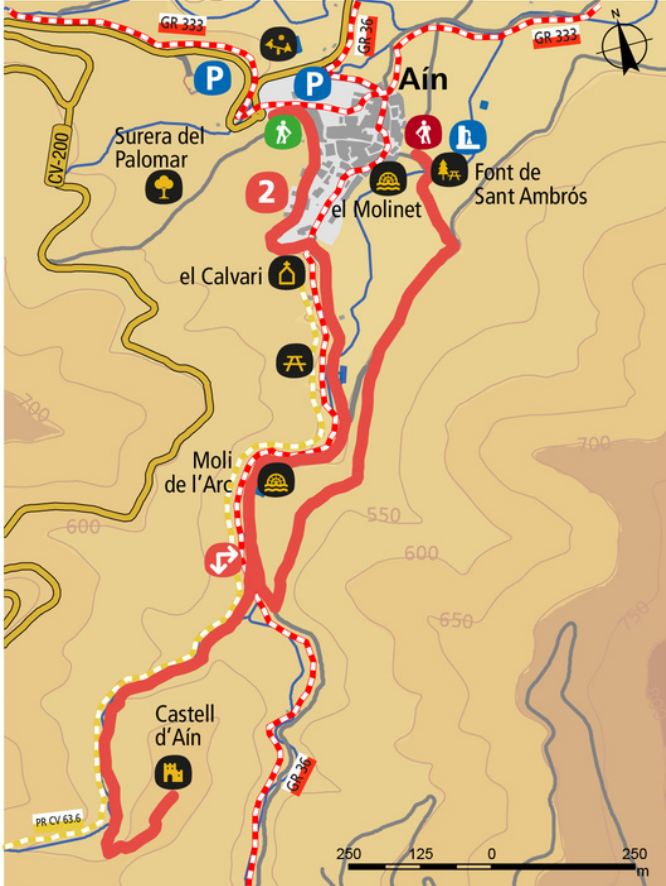 GR 333
GR 36
GR 333
P
P
Aín
N
CV-200
Surera del
Palomar
2
Font de
Sant Ambrós
el Molinet
el Calvari
700
700
Moli
de l'Arc
550
600
600
650
750
Castell
d'Aín
GR 36
PR CV 63.6
250 125 0 250
m